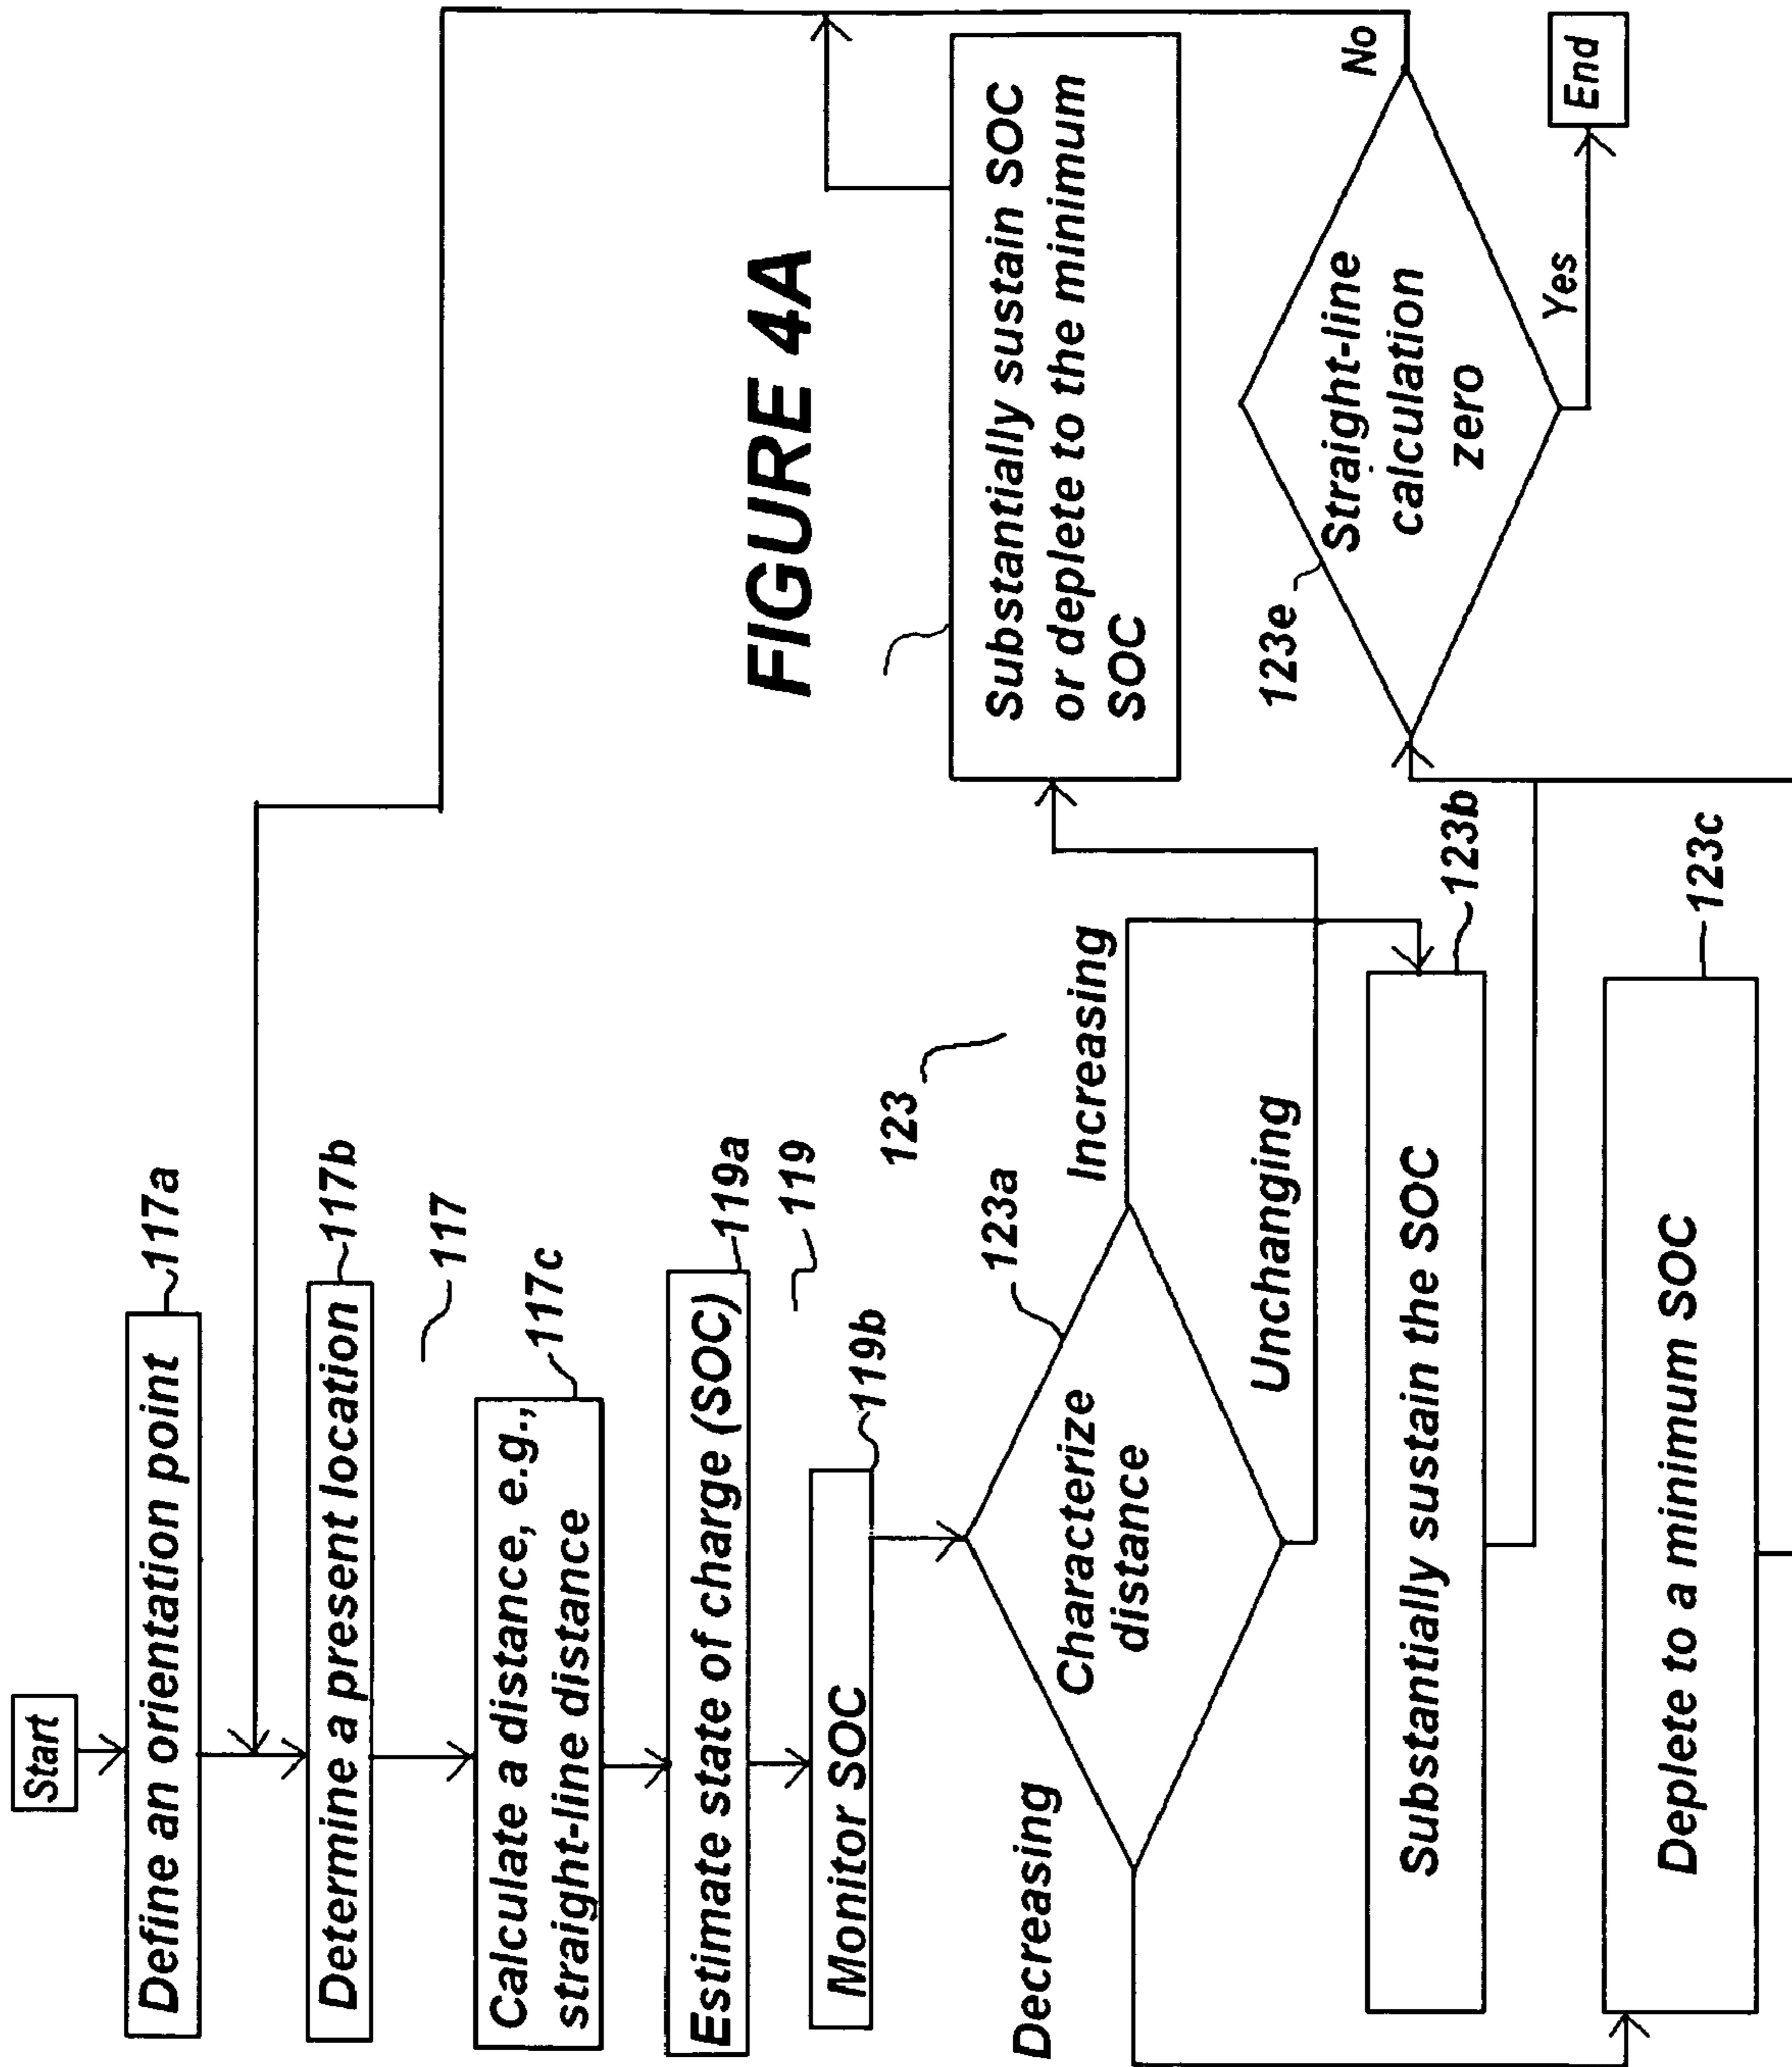 Start
Define an orientation point
117a
Determine a present location
117b
117
Calculate a distance, e.g.,
straight-line distance
117c
Estimate state of charge (SOC)
119a
119
Monitor SOC
119b
Characterize
distance
123a
123
Decreasing
Increasing
Unchanging
Substantially sustain the SOC
123b
Deplete to a minimum SOC
123c
FIGURE 4A
Substantially sustain SOC
or deplete to the minimum
SOC
Straight-line
calculation
zero
123e
No
Yes
End